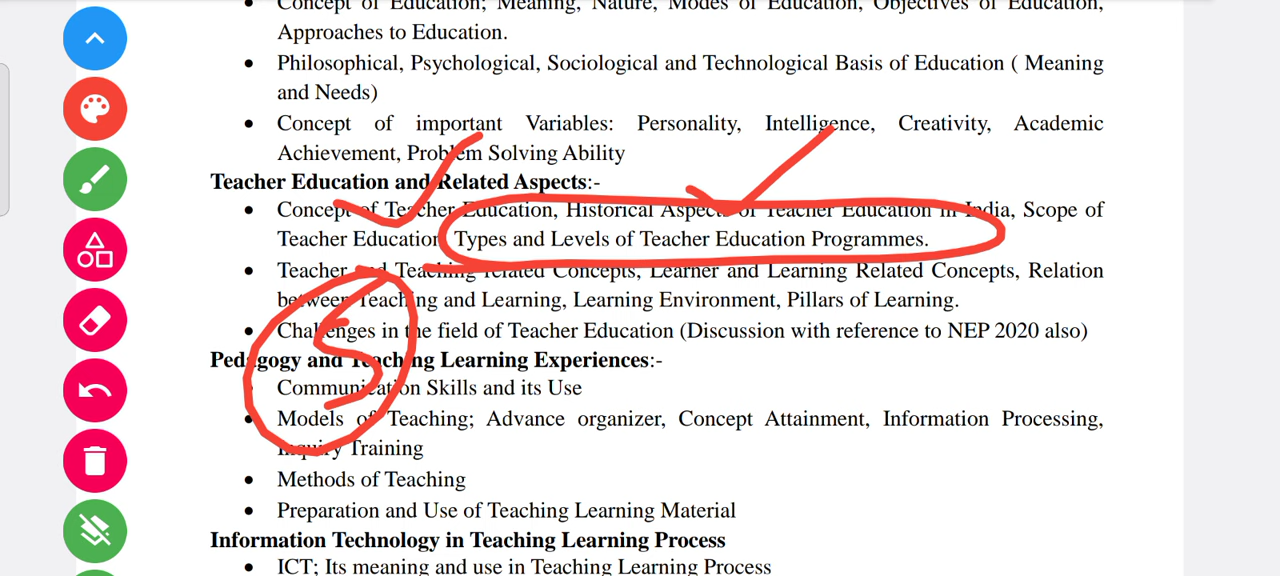 Concept of Education; Meaning, Nature, Modes of Education, Objectives of Education,
Approaches to Education.
• Philosophical, Psychological, Sociological and Technological Basis of Education ( Meaning
and Needs)
• Concept of important Variables: Personality, Intelligence, Creativity, Academic
Achievement, Problem Solving Ability
Teacher Education and Related Aspects:-
• Concept of Teacher Education, Historical Aspects of Teacher Education in India, Scope of
Teacher Education Types and Levels of Teacher Education Programmes.
• Teacher and Teaching related Concepts, Learner and Learning Related Concepts, Relation
between Teaching and Learning, Learning Environment, Pillars of Learning.
• Challenges in the field of Teacher Education (Discussion with reference to NEP 2020 also)
5
Pedagogy and Teaching Learning Experiences:-
• Communication Skills and its Use
• Models of Teaching; Advance organizer, Concept Attainment, Information Processing,
Inquiry Training
• Methods of Teaching
• Preparation and Use of Teaching Learning Material
Information Technology in Teaching Learning Process
• ICT; Its meaning and use in Teaching Learning Process